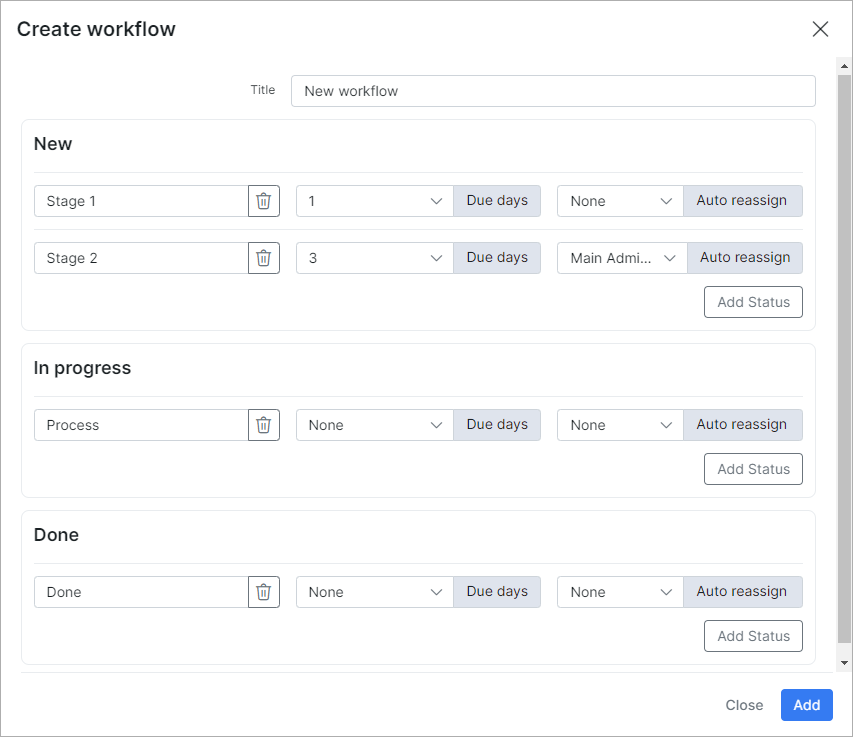 Create workflow
Title New workflow
New
Stage 1 1 Due days None Auto reassign
Stage 2 3 Due days Main Admi... Auto reassign
Add Status
In progress
Process None Due days None Auto reassign
Add Status
Done
Done None Due days None Auto reassign
Add Status
Close Add